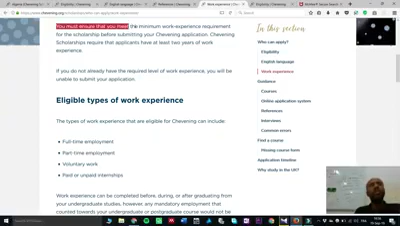 https://www.chevening.org
You must ensure that you meet the minimum work-experience requirement
for the scholarship before submitting your Chevening application. Chevening
Scholarships require that applicants have at least two years of work
experience.
If you do not already have the required level of work experience, you will be
unable to submit your application.
Eligible types of work experience
The types of work experience that are eligible for Chevening can include:
Full-time employment
Part-time employment
Voluntary work
Paid or unpaid internships
Work experience can be completed before, during, or after graduating from
your undergraduate studies, however, any mandatory employment that
counted towards your undergraduate or postgraduate course would not be
In this section
Who can apply?
Eligibility
English language
Work experience
Guidance
Courses
Online application system
References
Interviews
Common errors
Find a course
Missing course form
Application timeline
Why study in the UK?
Search Windows